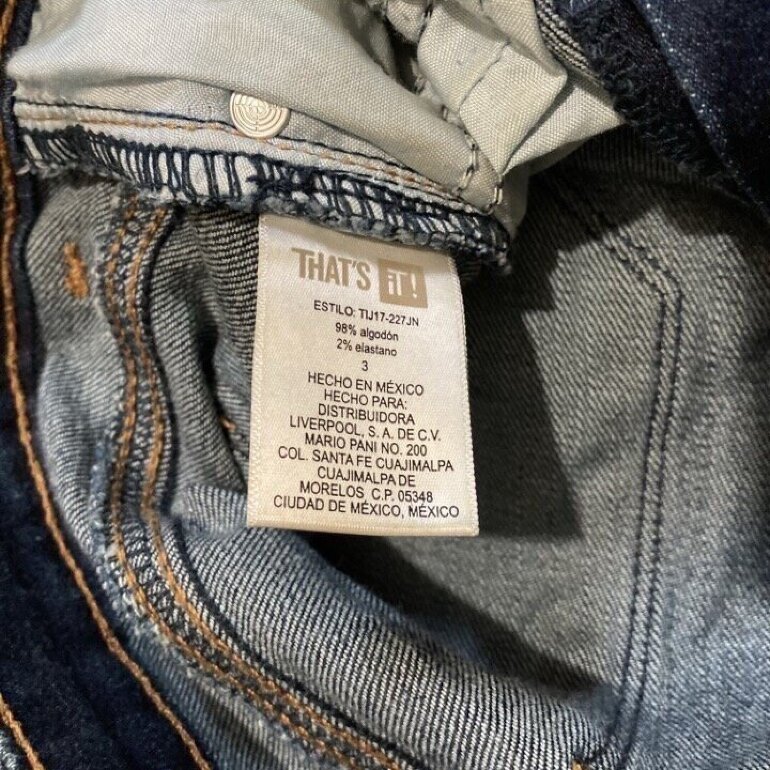 THAT'S it!
ESTILO: TIJ17-227JN
98% algodón
2% elastano
3
HECHO EN MÉXICO
HECHO PARA:
DISTRIBUIDORA
LIVERPOOL, S.A. DE C.V.
MARIO PANI NO. 200
COL. SANTA FE CUAJIMALPA
CUAJIMALPA DE
MORELOS C.P. 05348
CIUDAD DE MÉXICO, MÉXICO